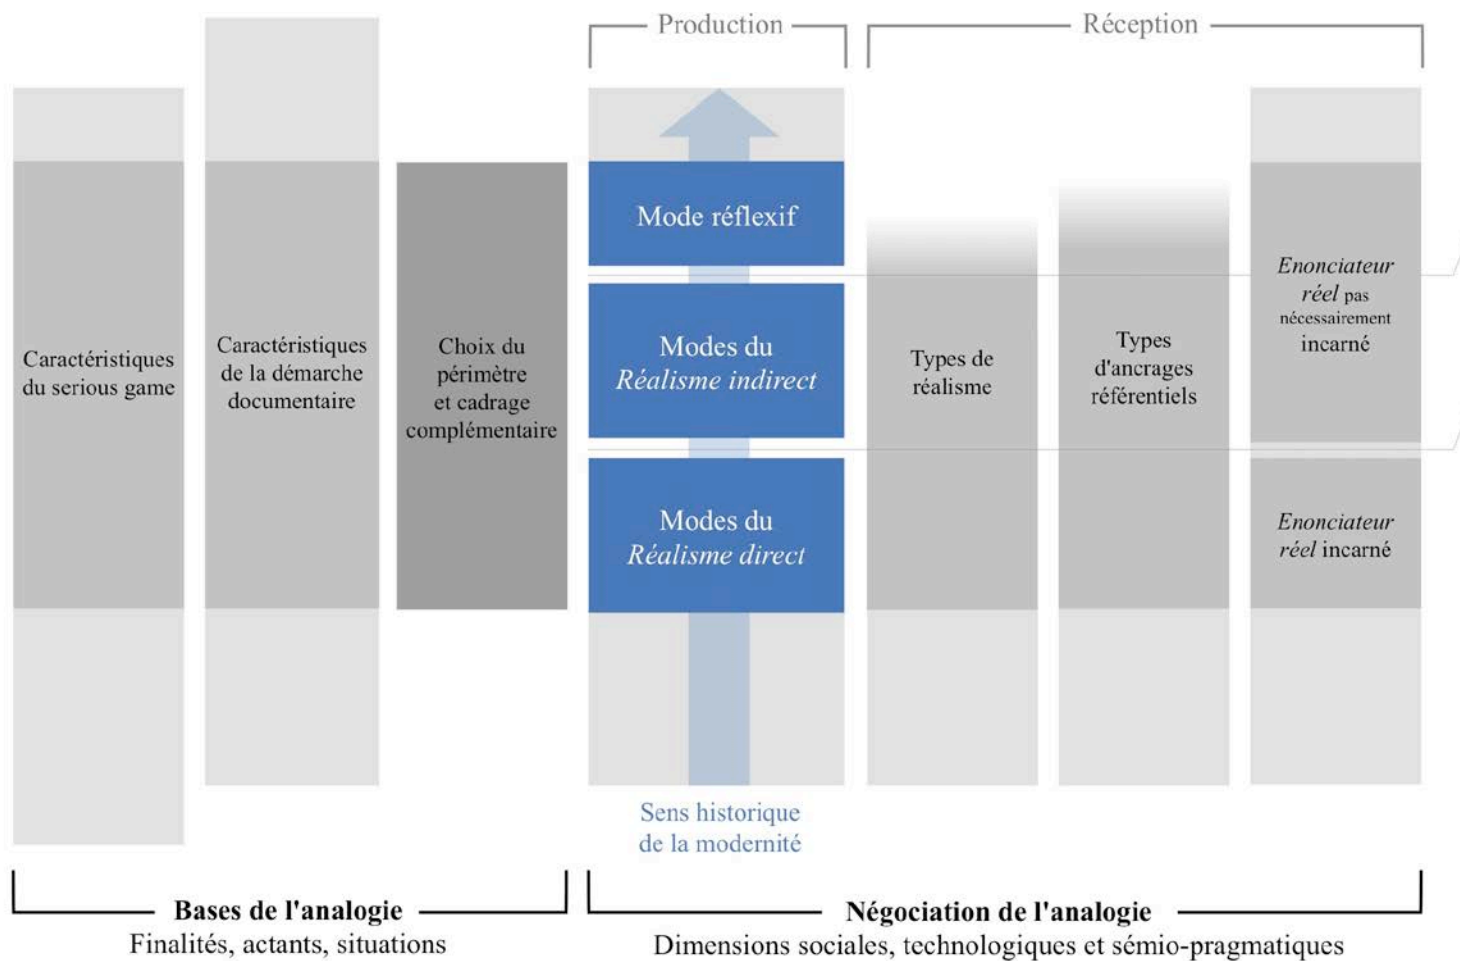 Production
Réception
Caractéristiques
du serious game
Caractéristiques
de la démarche
documentaire
Choix du
périmètre
et cadrage
complémentaire
Mode réflexif
Modes du
Réalisme indirect
Modes du
Réalisme direct
Types de
réalisme
Types
d'ancrages
référentiels
Enonciateur
réel pas
nécessairement
incarné
Enonciateur
réel incarné
Sens historique
de la modernité
Bases de l'analogie
Finalités, actants, situations
Négociation de l'analogie
Dimensions sociales, technologiques et sémio-pragmatiques